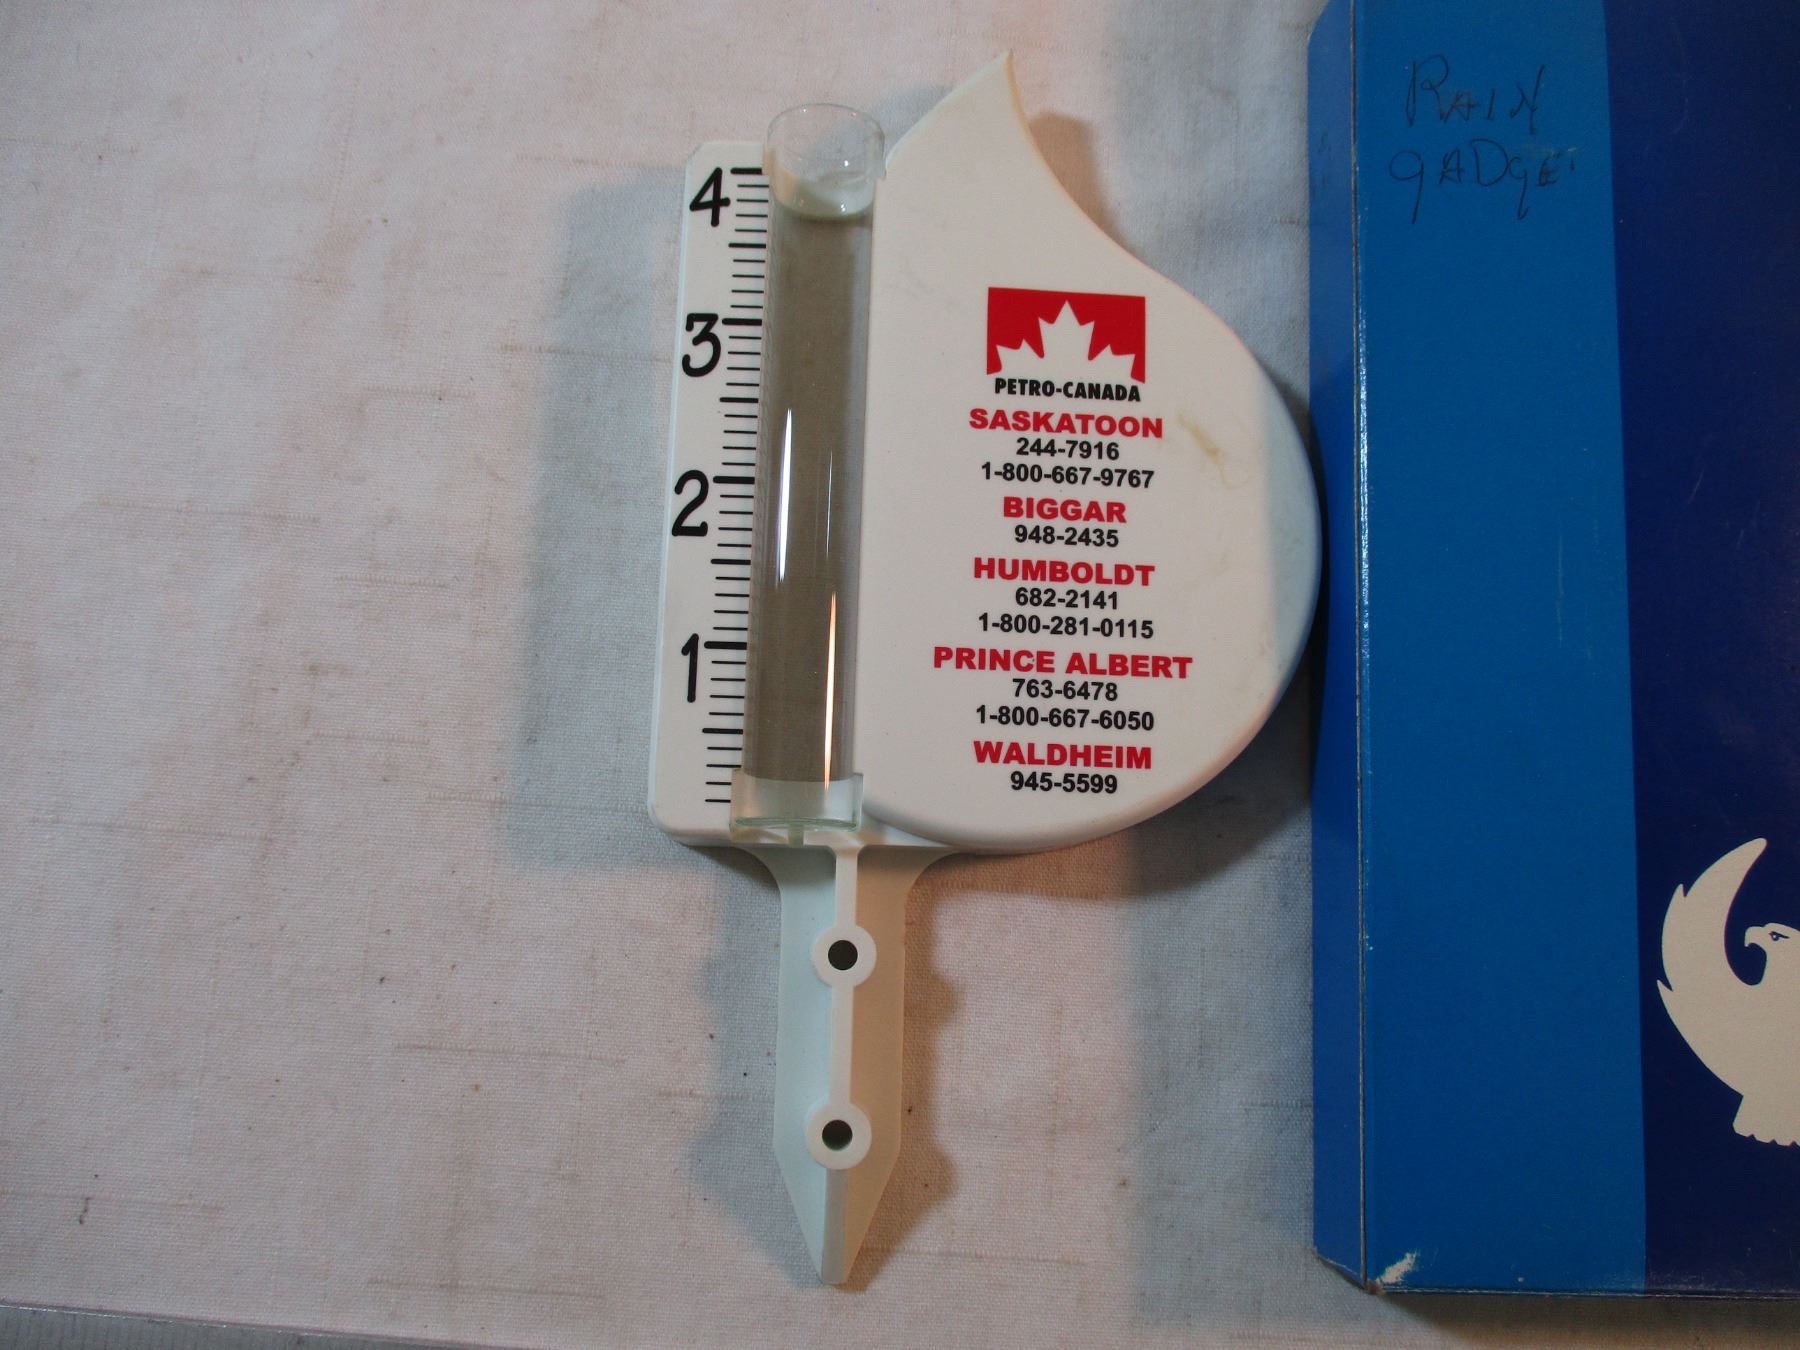 4
3
2
1
PETRO-CANADA
SASKATOON
244-7916
1-800-667-9767
BIGGAR
948-2435
HUMBOLDT
682-2141
1-800-281-0115
PRINCE ALBERT
763-6478
1-800-667-6050
WALDHEIM
945-5599
RAIN
GADGET